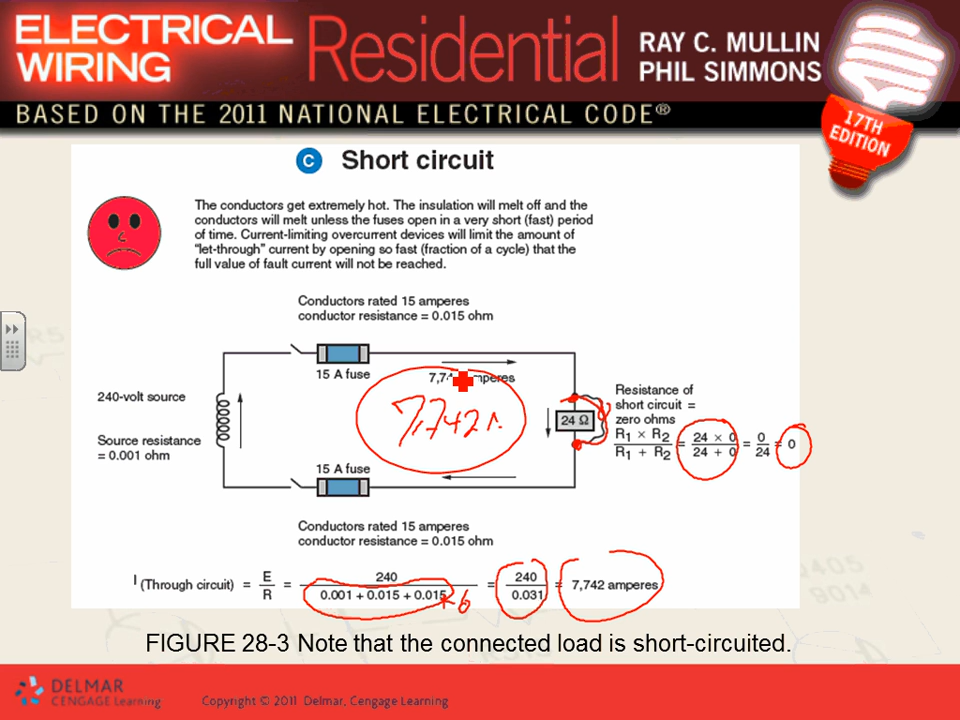 ELECTRICAL
WIRING
Residential
RAY C. MULLIN
PHIL SIMMONS
BASED ON THE 2011 NATIONAL ELECTRICAL CODE®
17TH
EDITION
C Short circuit
The conductors get extremely hot. The insulation will melt off and the
conductors will melt unless the fuses open in a very short (fast) period
of time. Current-limiting overcurrent devices will limit the amount of
"let-through" current by opening so fast (fraction of a cycle) that the
full value of fault current will not be reached.
Conductors rated 15 amperes
conductor resistance = 0.015 ohm
15 A fuse
7,742
240-volt source
Source resistance
= 0.001 ohm
24 Ω
Resistance of
short circuit =
zero ohms
R1 × R2 / R1 + R2 = 24 × 0 / 24 + 0 = 0 / 24 = 0
15 A fuse
Conductors rated 15 amperes
conductor resistance = 0.015 ohm
I (Through circuit) = E / R = 240 / 0.001 + 0.015 + 0.015 = 240 / 0.031 = 7,742 amperes
FIGURE 28-3 Note that the connected load is short-circuited.
DELMAR
CENGAGE Learning
Copyright © 2011 Delmar, Cengage Learning